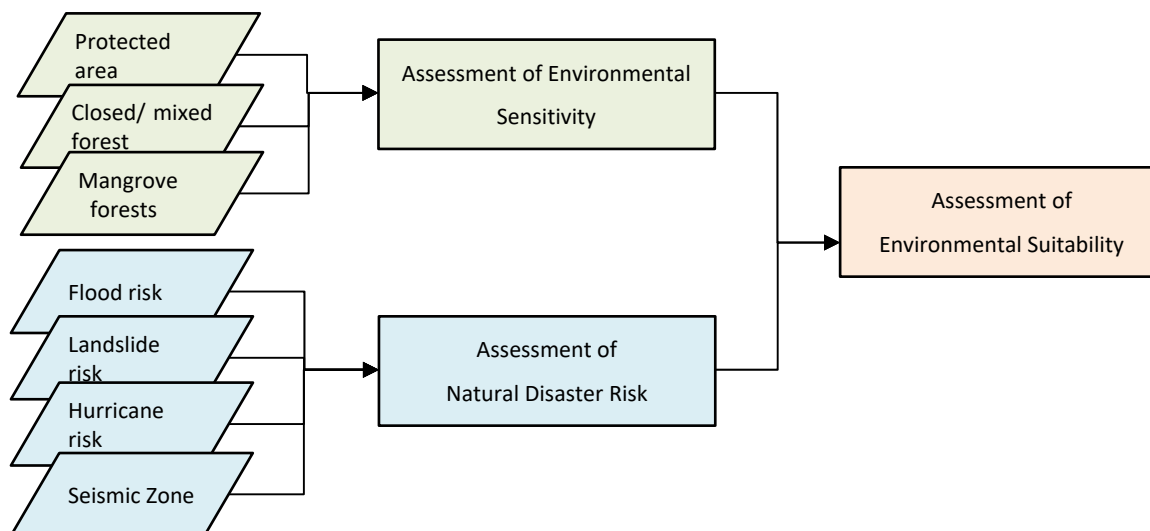 Protected
area
Closed/ mixed
forest
Mangrove
forests
Assessment of Environmental
Sensitivity
Flood risk
Landslide
risk
Hurricane
risk
Seismic Zone
Assessment of
Natural Disaster Risk
Assessment of
Environmental Suitability